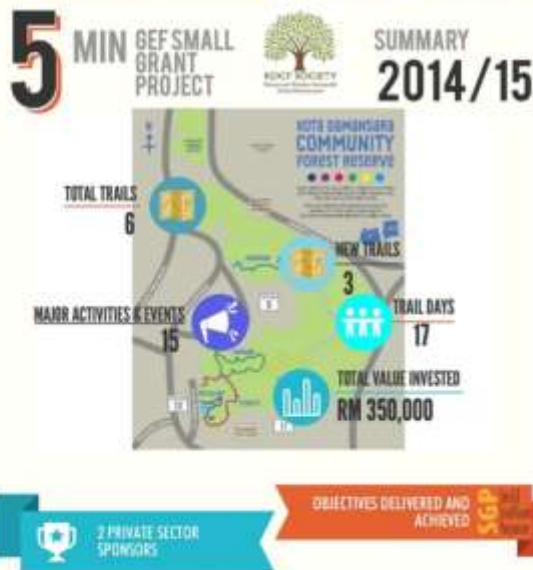 5 MIN
GEF SMALL
GRANT
PROJECT
KDCF SOCIETY
SUMMARY
2014/15
KOTA DAMANSARA
COMMUNITY
FOREST RESERVE
TOTAL TRAILS
6
NEW TRAILS
3
MAJOR ACTIVITIES & EVENTS
15
TRAIL DAYS
17
TOTAL VALUE INVESTED
RM 350,000
2 PRIVATE SECTOR
SPONSORS
OBJECTIVES DELIVERED AND
ACHIEVED
SGP